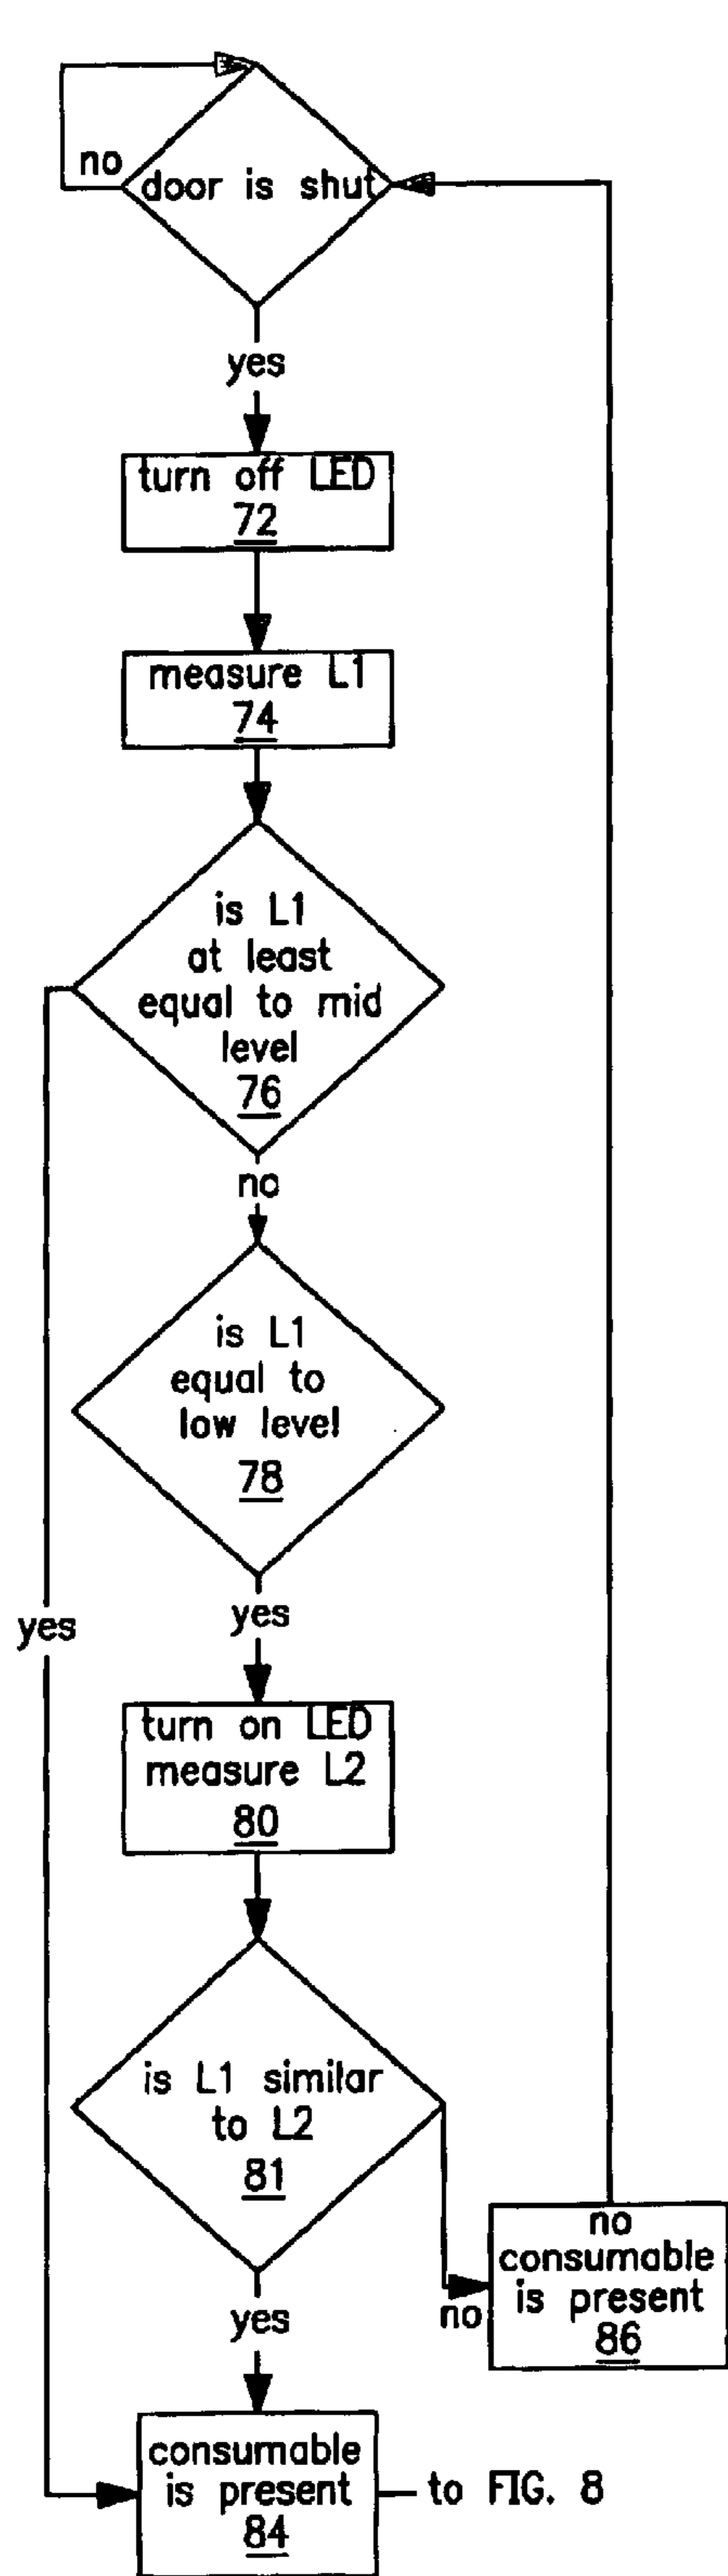 no
door is shut
yes
turn off LED
72
measure L1
74
is L1
at least
equal to mid
level
76
no
is L1
equal to
low level
78
yes
yes
turn on LED
measure L2
80
is L1 similar
to L2
81
no
consumable
is present
86
no
yes
consumable
is present
84
to FIG. 8